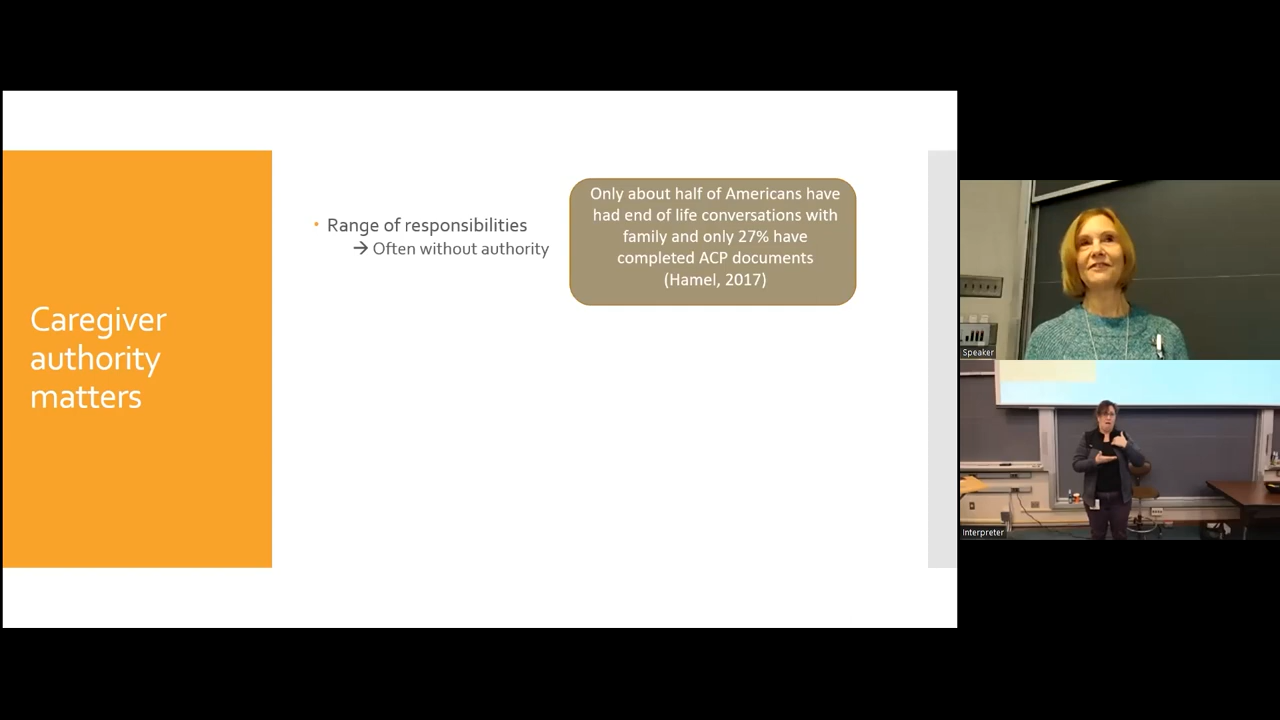 Caregiver
authority
matters
• Range of responsibilities
→ Often without authority
Only about half of Americans have
had end of life conversations with
family and only 27% have
completed ACP documents
(Hamel, 2017)
Speaker
Interpreter